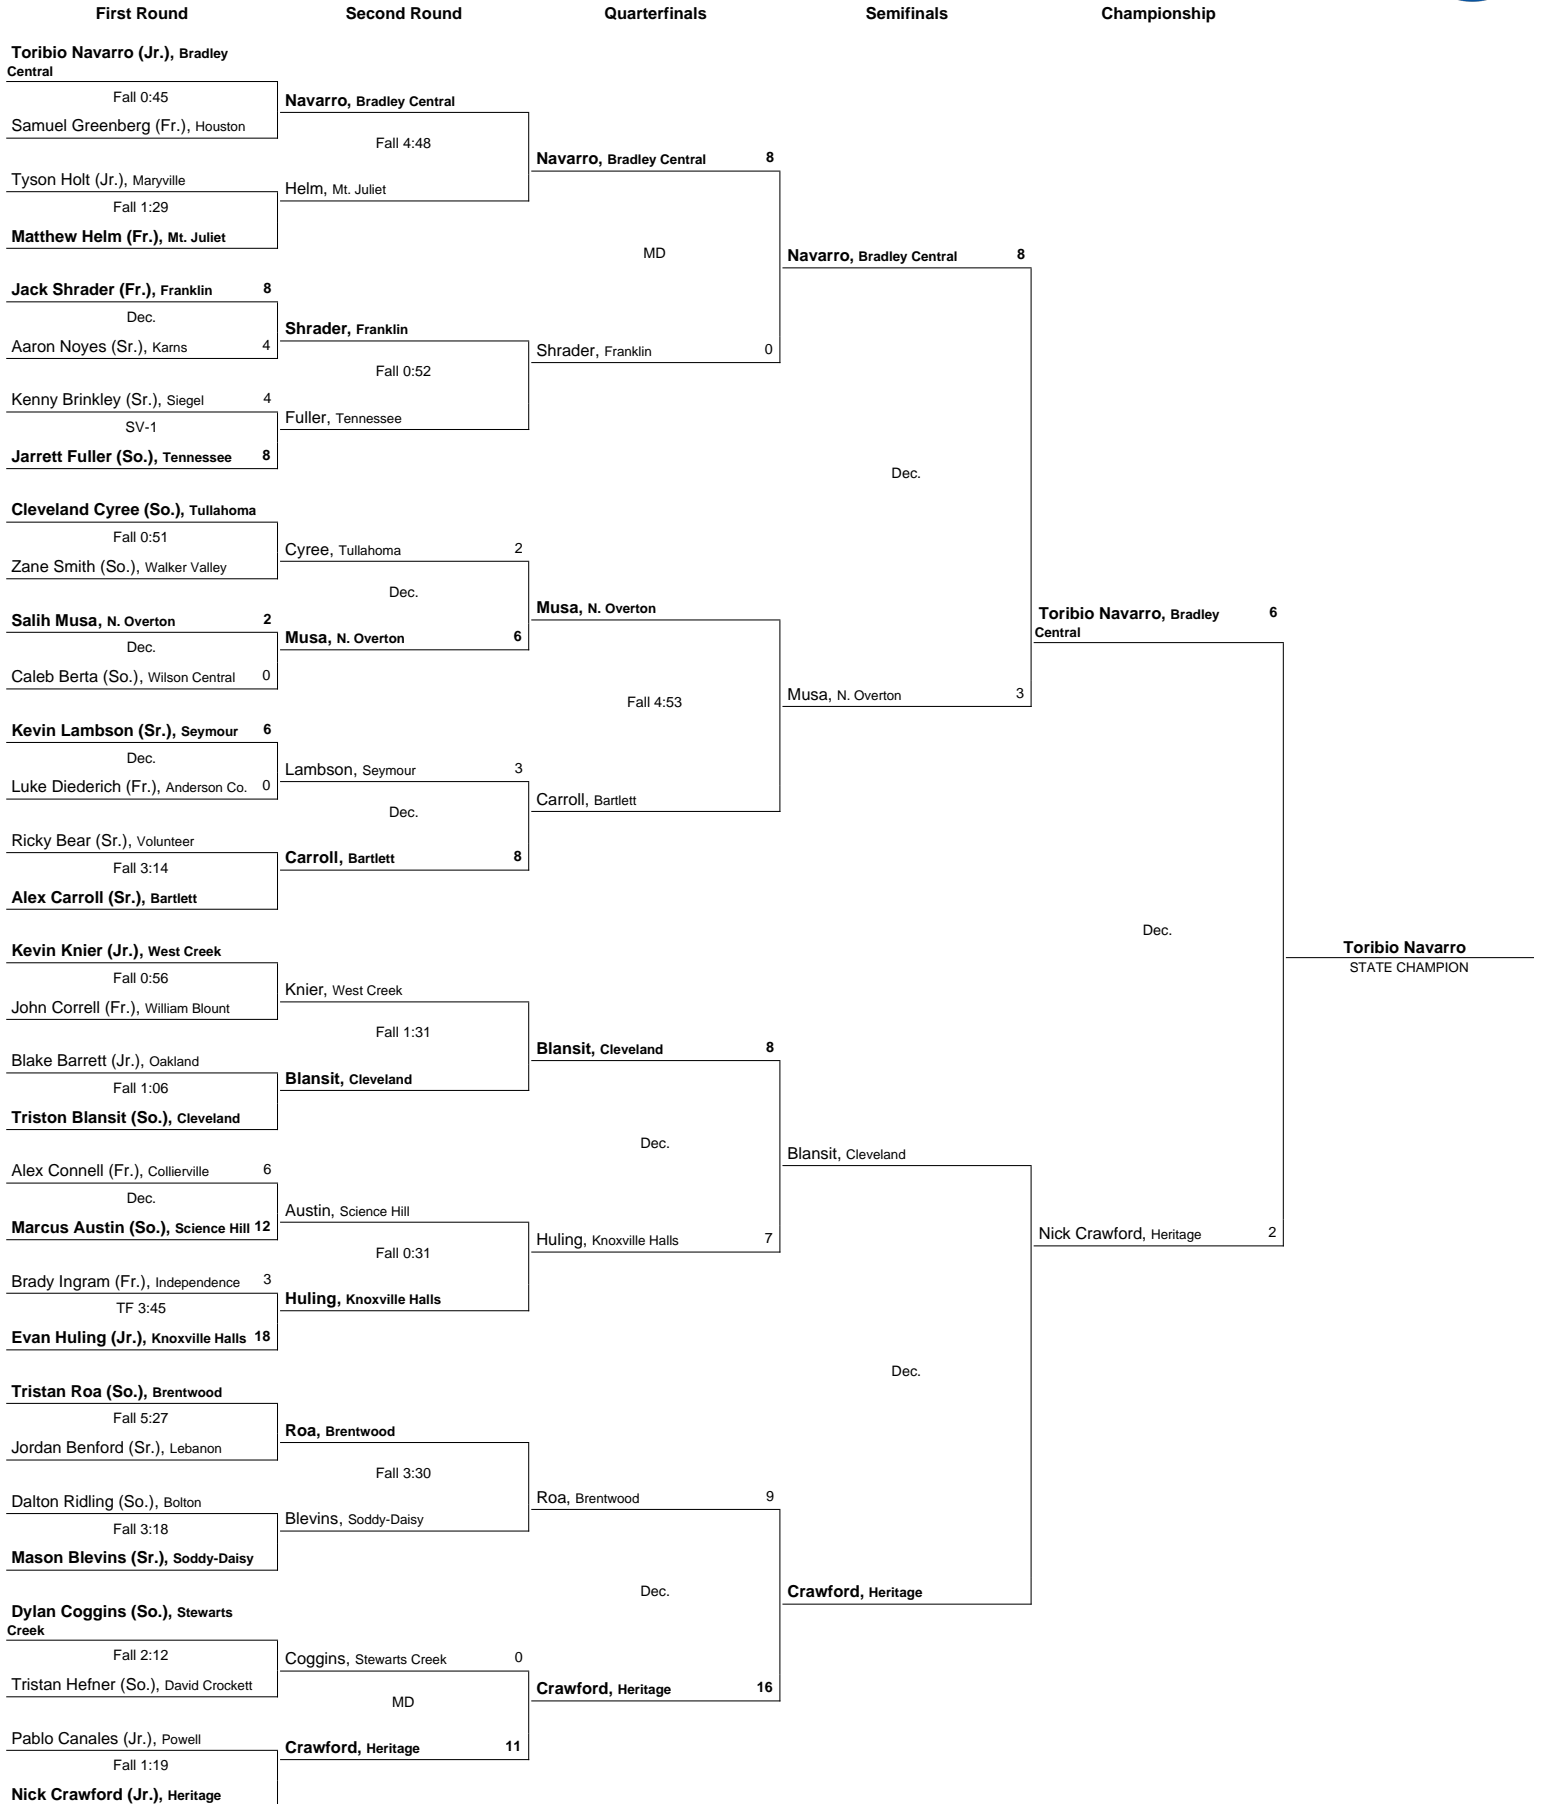 First Round
Second Round
Quarterfinals
Semifinals
Championship
Toribio Navarro (Jr.), Bradley
Central
Fall 0:45
Samuel Greenberg (Fr.), Houston
Tyson Holt (Jr.), Maryville
Fall 1:29
Matthew Helm (Fr.), Mt. Juliet
Jack Shrader (Fr.), Franklin 8
Dec.
Aaron Noyes (Sr.), Karns 4
Kenny Brinkley (Sr.), Siegel 4
SV-1
Jarrett Fuller (So.), Tennessee 8
Cleveland Cyree (So.), Tullahoma
Fall 0:51
Zane Smith (So.), Walker Valley
Salih Musa, N. Overton 2
Dec.
Caleb Berta (So.), Wilson Central 0
Kevin Lambson (Sr.), Seymour 6
Dec.
Luke Diederich (Fr.), Anderson Co. 0
Ricky Bear (Sr.), Volunteer
Fall 3:14
Alex Carroll (Sr.), Bartlett
Kevin Knier (Jr.), West Creek
Fall 0:56
John Correll (Fr.), William Blount
Blake Barrett (Jr.), Oakland
Fall 1:06
Triston Blansit (So.), Cleveland
Alex Connell (Fr.), Collierville 6
Dec.
Marcus Austin (So.), Science Hill 12
Brady Ingram (Fr.), Independence 3
TF 3:45
Evan Huling (Jr.), Knoxville Halls 18
Tristan Roa (So.), Brentwood
Fall 5:27
Jordan Benford (Sr.), Lebanon
Dalton Ridling (So.), Bolton
Fall 3:18
Mason Blevins (Sr.), Soddy-Daisy
Dylan Coggins (So.), Stewarts
Creek
Fall 2:12
Tristan Hefner (So.), David Crockett
Pablo Canales (Jr.), Powell
Fall 1:19
Nick Crawford (Jr.), Heritage
Navarro, Bradley Central
Fall 4:48
Helm, Mt. Juliet
Shrader, Franklin
Fall 0:52
Fuller, Tennessee
Cyree, Tullahoma 2
Dec.
Musa, N. Overton 6
Lambson, Seymour 3
Dec.
Carroll, Bartlett 8
Knier, West Creek
Fall 1:31
Blansit, Cleveland
Austin, Science Hill
Fall 0:31
Huling, Knoxville Halls
Roa, Brentwood
Fall 3:30
Blevins, Soddy-Daisy
Coggins, Stewarts Creek 0
MD
Crawford, Heritage 11
Navarro, Bradley Central 8
MD
Shrader, Franklin 0
Musa, N. Overton
Fall 4:53
Carroll, Bartlett
Blansit, Cleveland 8
Dec.
Huling, Knoxville Halls 7
Roa, Brentwood 9
Dec.
Crawford, Heritage 16
Navarro, Bradley Central 8
Dec.
Musa, N. Overton 3
Blansit, Cleveland
Dec.
Crawford, Heritage
Toribio Navarro, Bradley 6
Central
Dec.
Nick Crawford, Heritage 2
Toribio Navarro
STATE CHAMPION